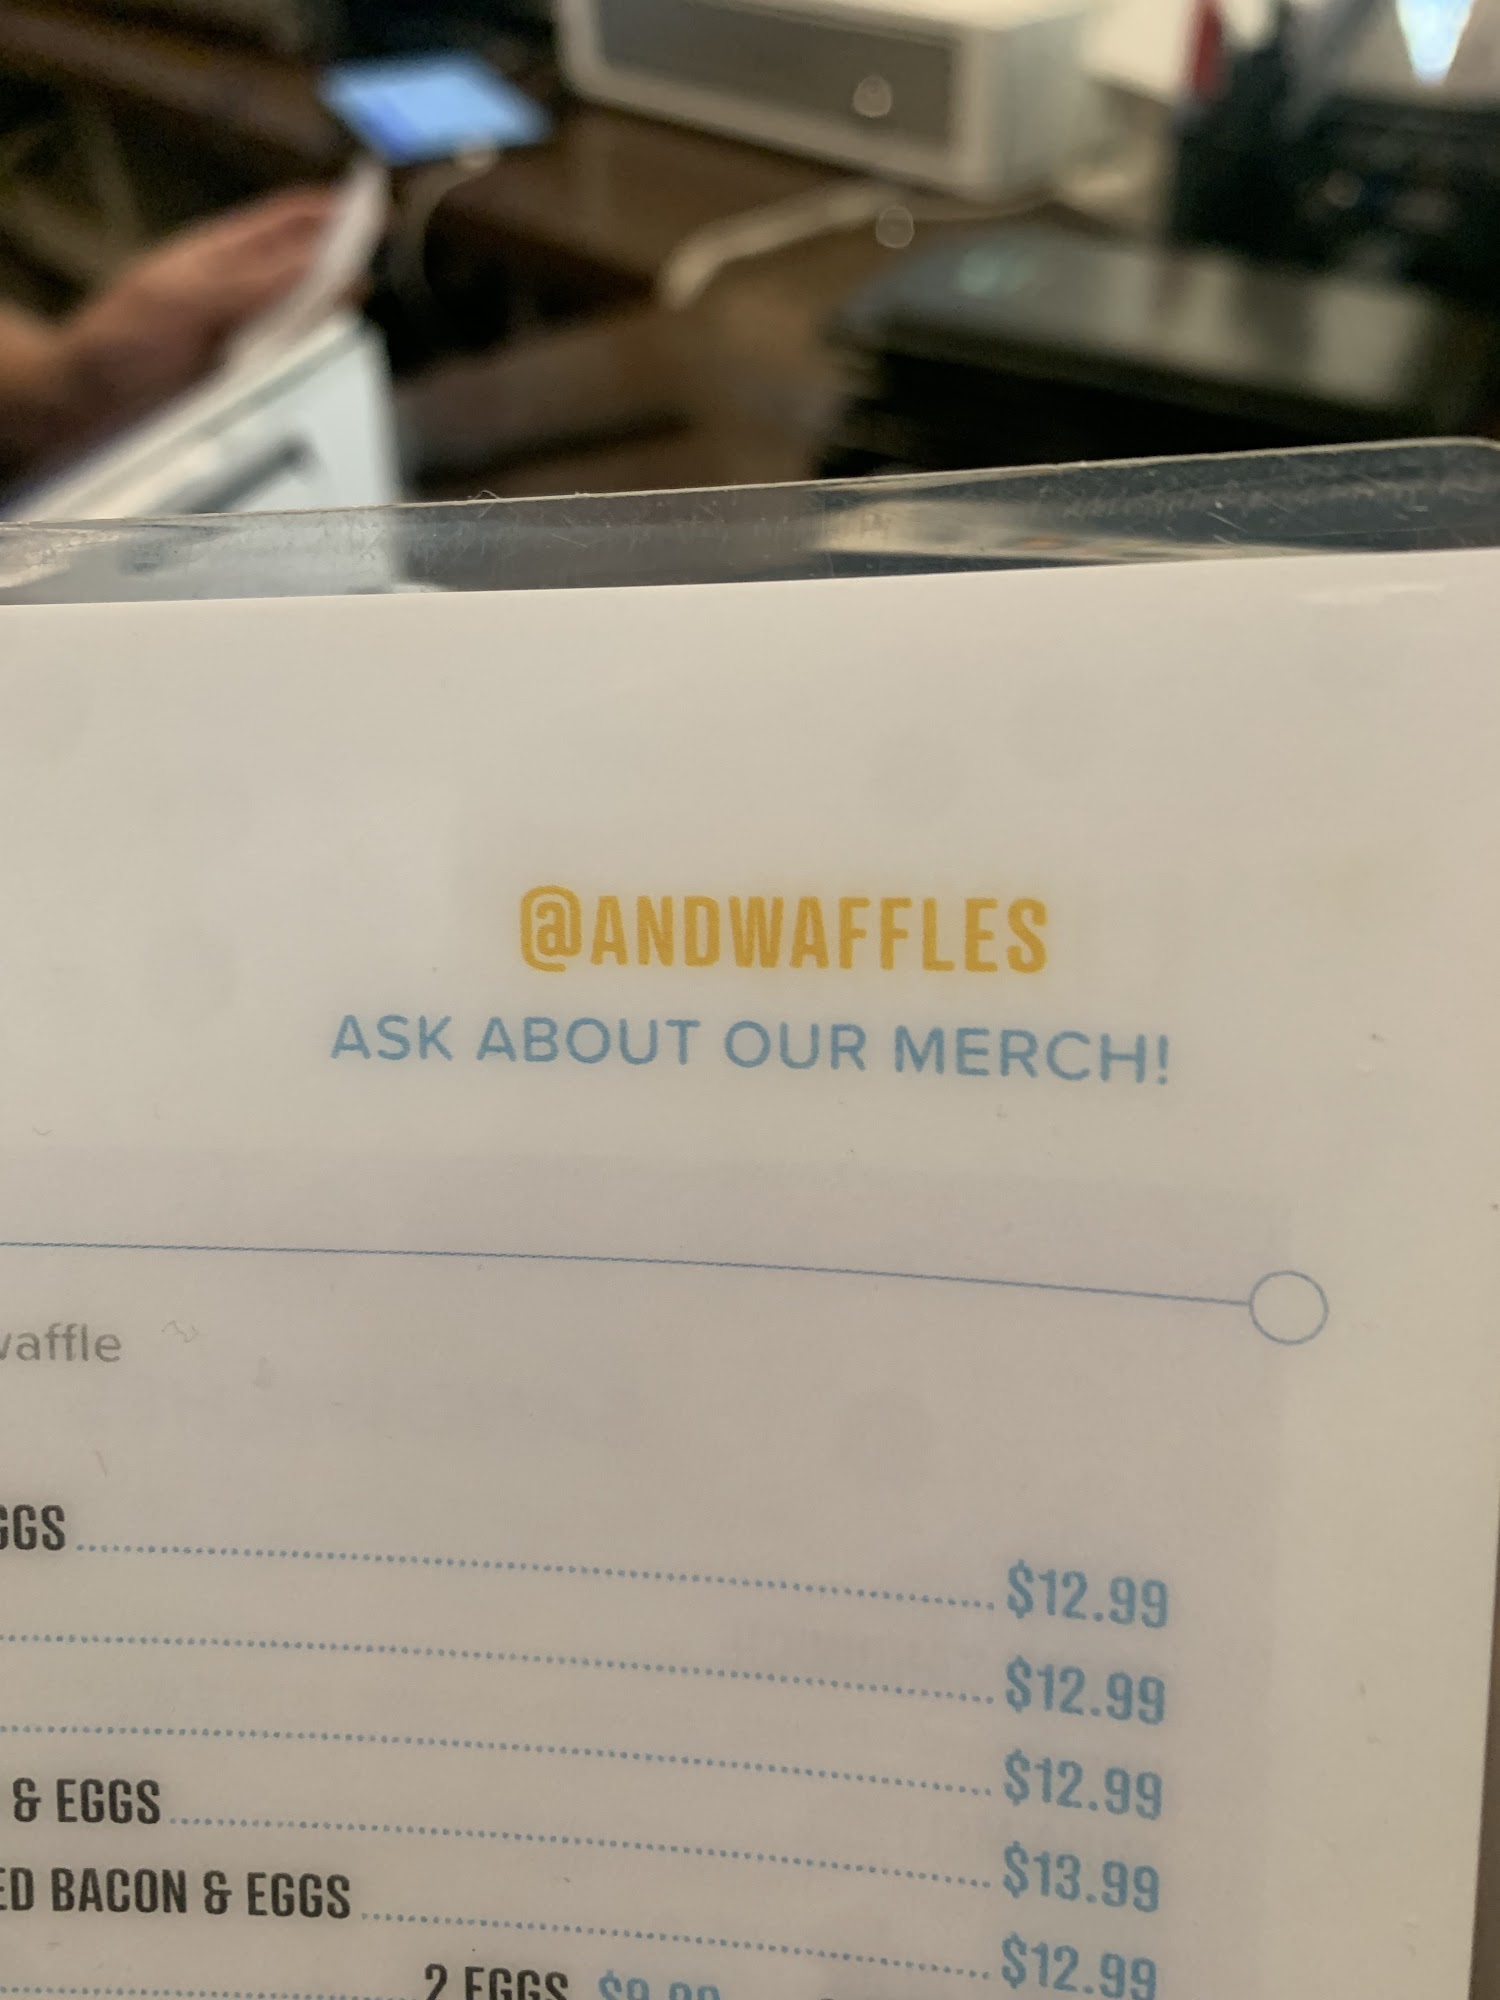 @ANDWAFFLES
ASK ABOUT OUR MERCH!
waffle
GGS $12.99
$12.99
$12.99
& EGGS $13.99
ED BACON & EGGS $12.99
2 EGGS